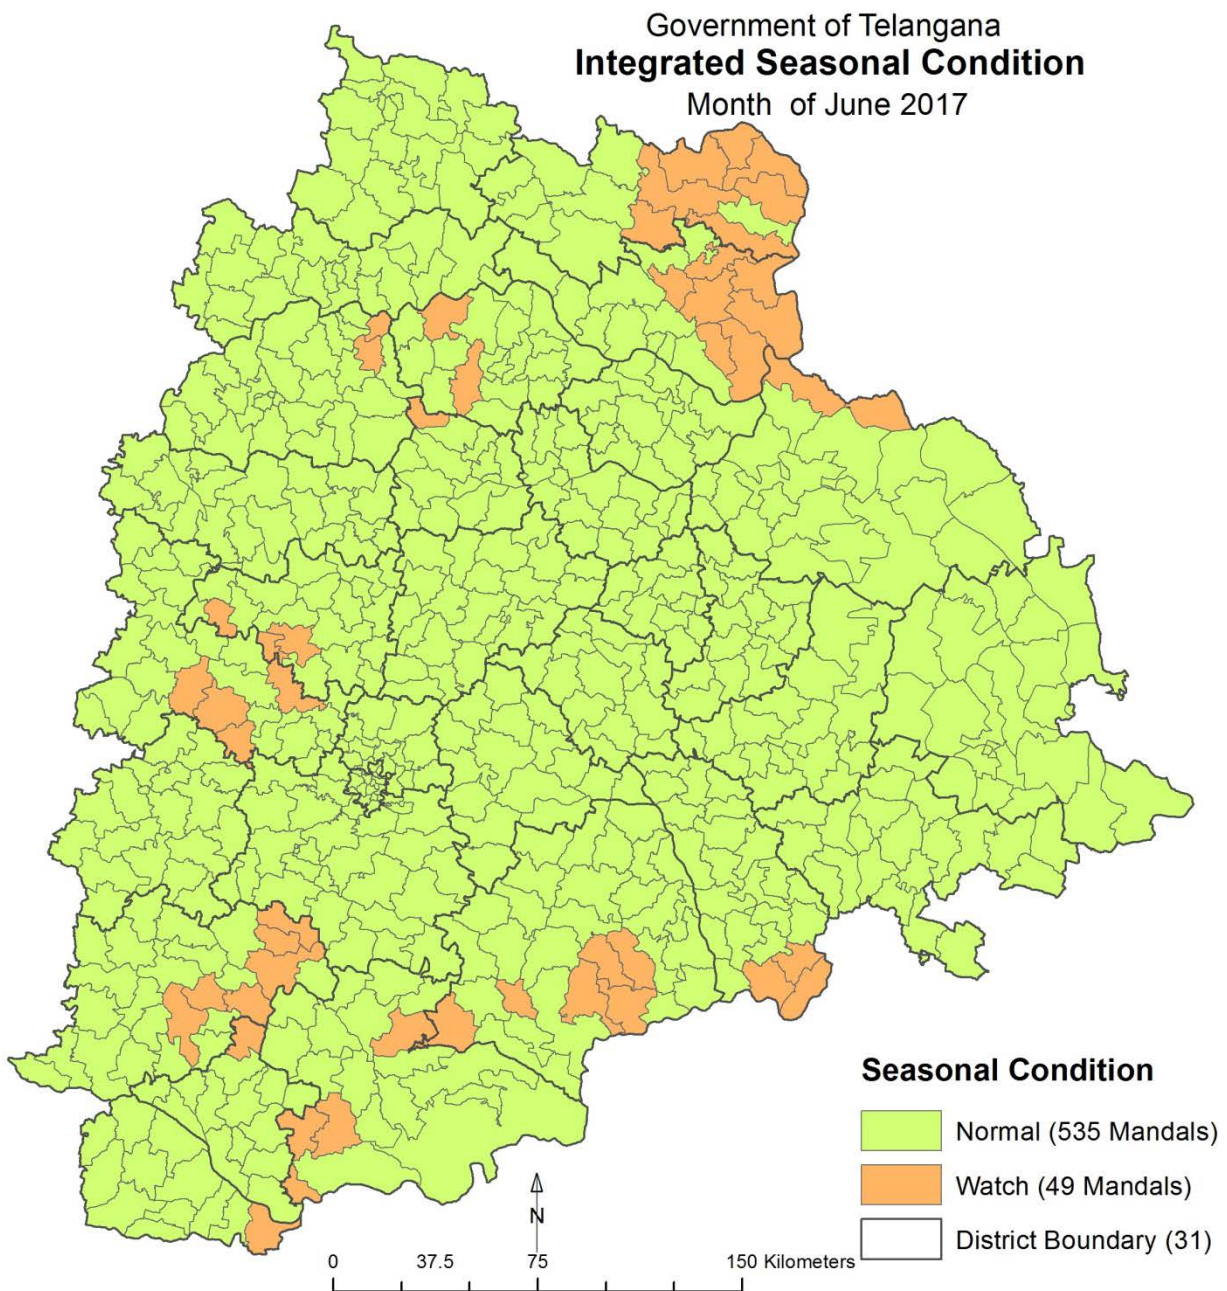 Government of Telangana
Integrated Seasonal Condition
Month of June 2017
Seasonal Condition
Normal (535 Mandals)
Watch (49 Mandals)
District Boundary (31)
N
0 37.5 75 150 Kilometers